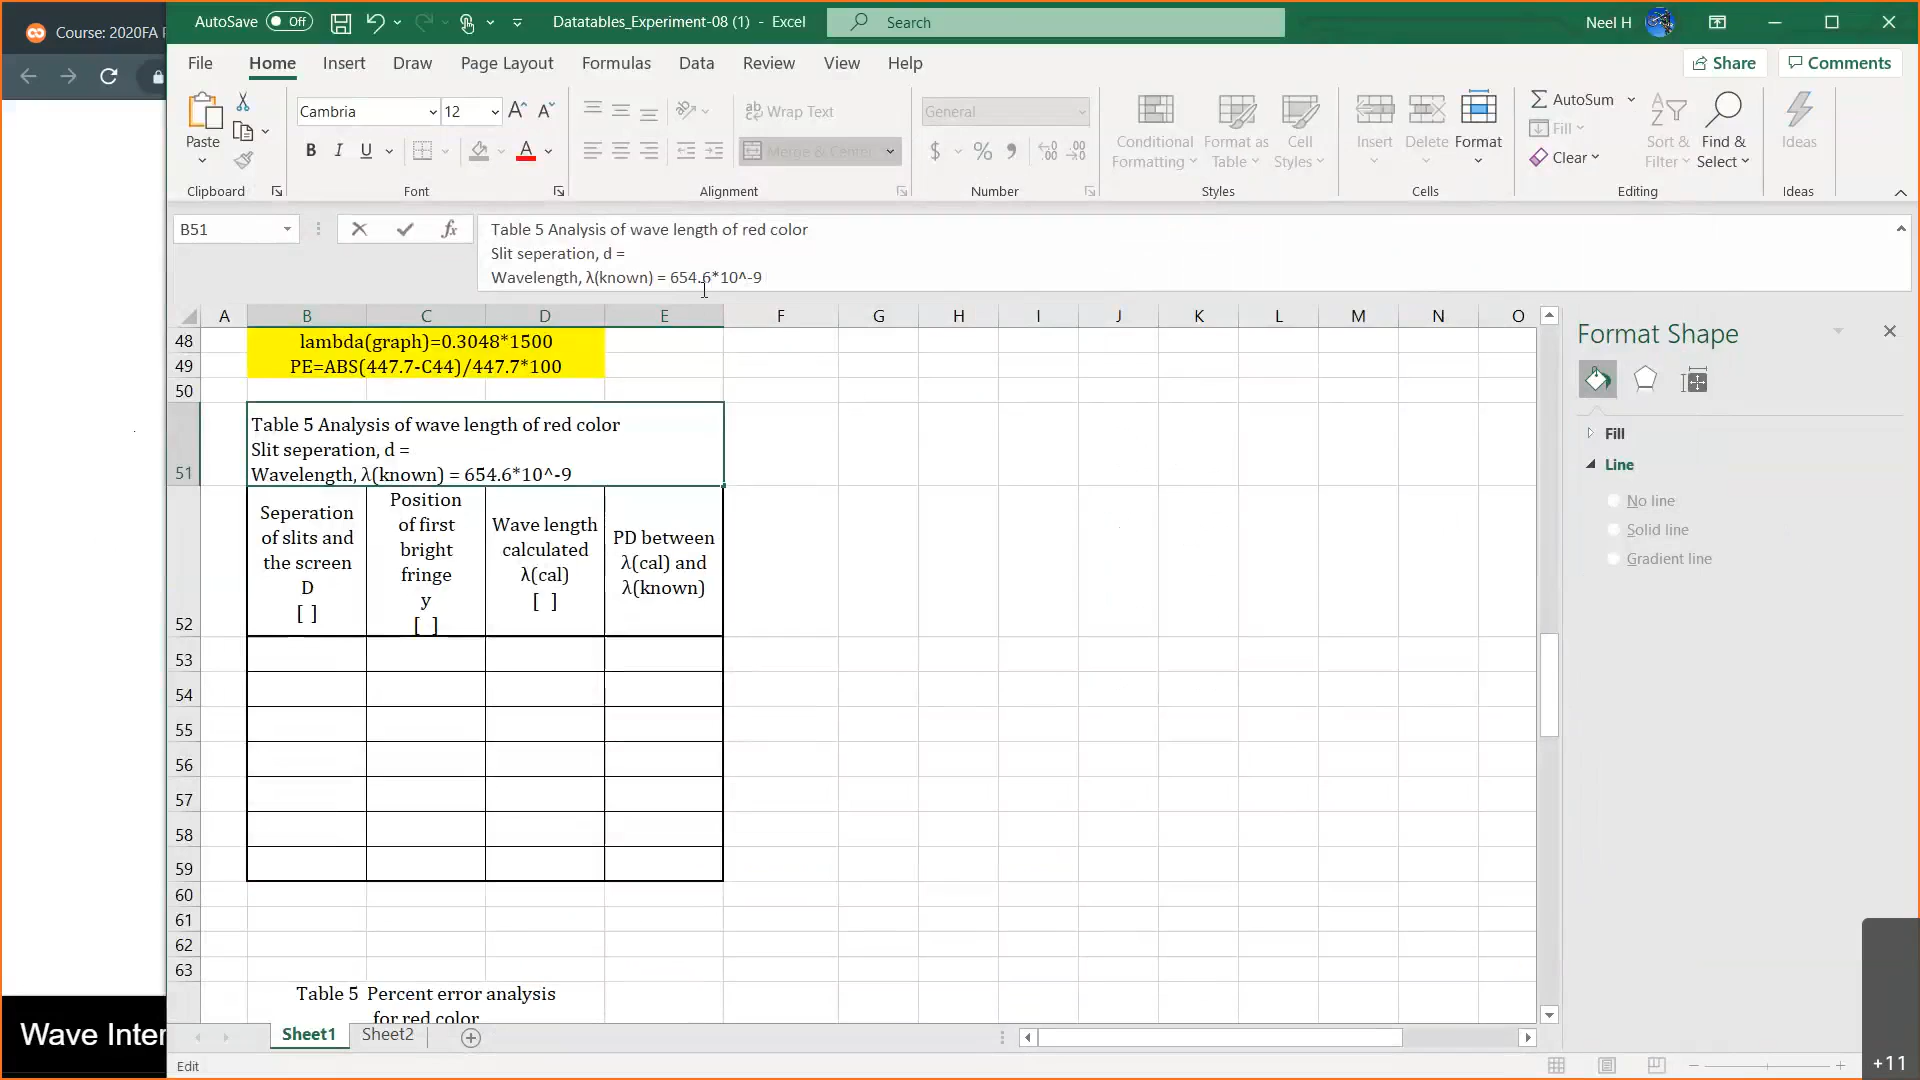 Course: 2020FA P
AutoSave Off
Datatables_Experiment-08 (1) - Excel
Search
Neel H
File Home Insert Draw Page Layout Formulas Data Review View Help
Share Comments
Paste
Cambria 12
B I U A
Wrap Text
Merge & Center
General
$ % ,
Conditional Formatting
Format as Table
Cell Styles
Insert Delete Format
AutoSum
Fill
Clear
Sort & Filter
Find & Select
Ideas
Clipboard Font Alignment Number Styles Cells Editing Ideas
B51
fx
Table 5 Analysis of wave length of red color
Slit seperation, d =
Wavelength, λ(known) = 654.6*10^-9
A B C D E F G H I J K L M N O
48 lambda(graph)=0.3048*1500
49 PE=ABS(447.7-C44)/447.7*100
50
Table 5 Analysis of wave length of red color
Slit seperation, d =
51 Wavelength, λ(known) = 654.6*10^-9
Seperation of slits and the screen D [ ]
Position of first bright fringe y [ ]
Wave length calculated λ(cal) [ ]
PD between λ(cal) and λ(known)
52
53
54
55
56
57
58
59
60
61
62
63
Table 5 Percent error analysis
for red color
Format Shape
Fill
Line
No line
Solid line
Gradient line
Sheet1 Sheet2
Edit
Wave Inter
+11